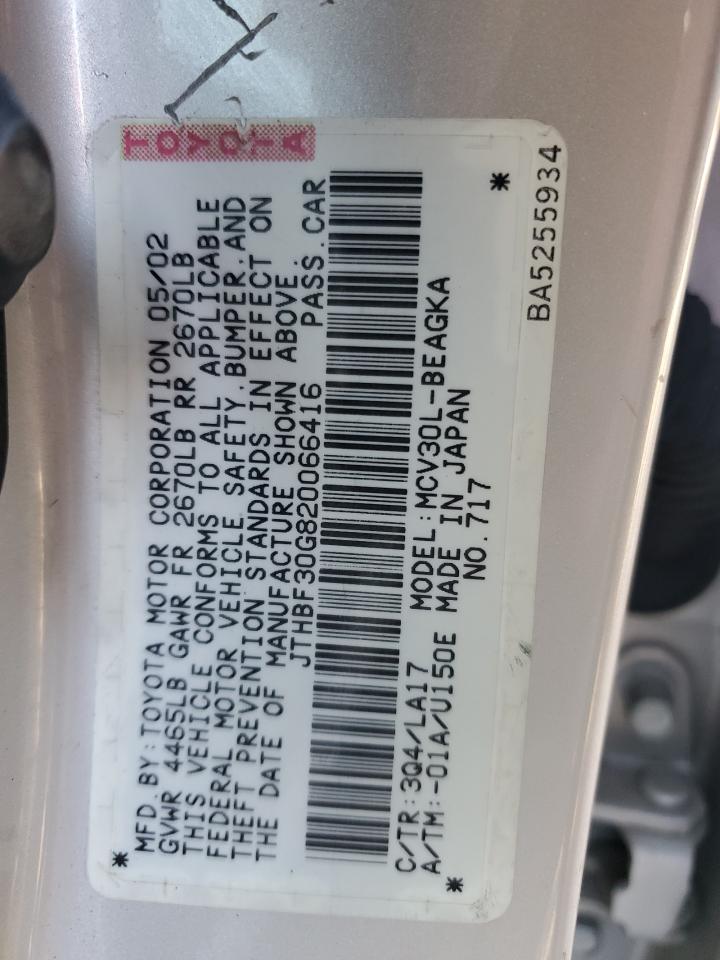 TOYOTA
MFD.BY:TOYOTA MOTOR CORPORATION 05/02
GVWR 4465LB GAWR FR 2670LB RR 2670LB
THIS VEHICLE CONFORMS TO ALL APPLICABLE
FEDERAL MOTOR VEHICLE SAFETY,BUMPER,AND
THEFT PREVENTION STANDARDS IN EFFECT ON
THE DATE OF MANUFACTURE SHOWN ABOVE.
JTHBF30G820066416 PASS.CAR
C/TR:3Q4/LA17 MODEL:MCV30L-BEAGKA
A/TM:-01A/U150E MADE IN JAPAN
NO.717
BA5255934